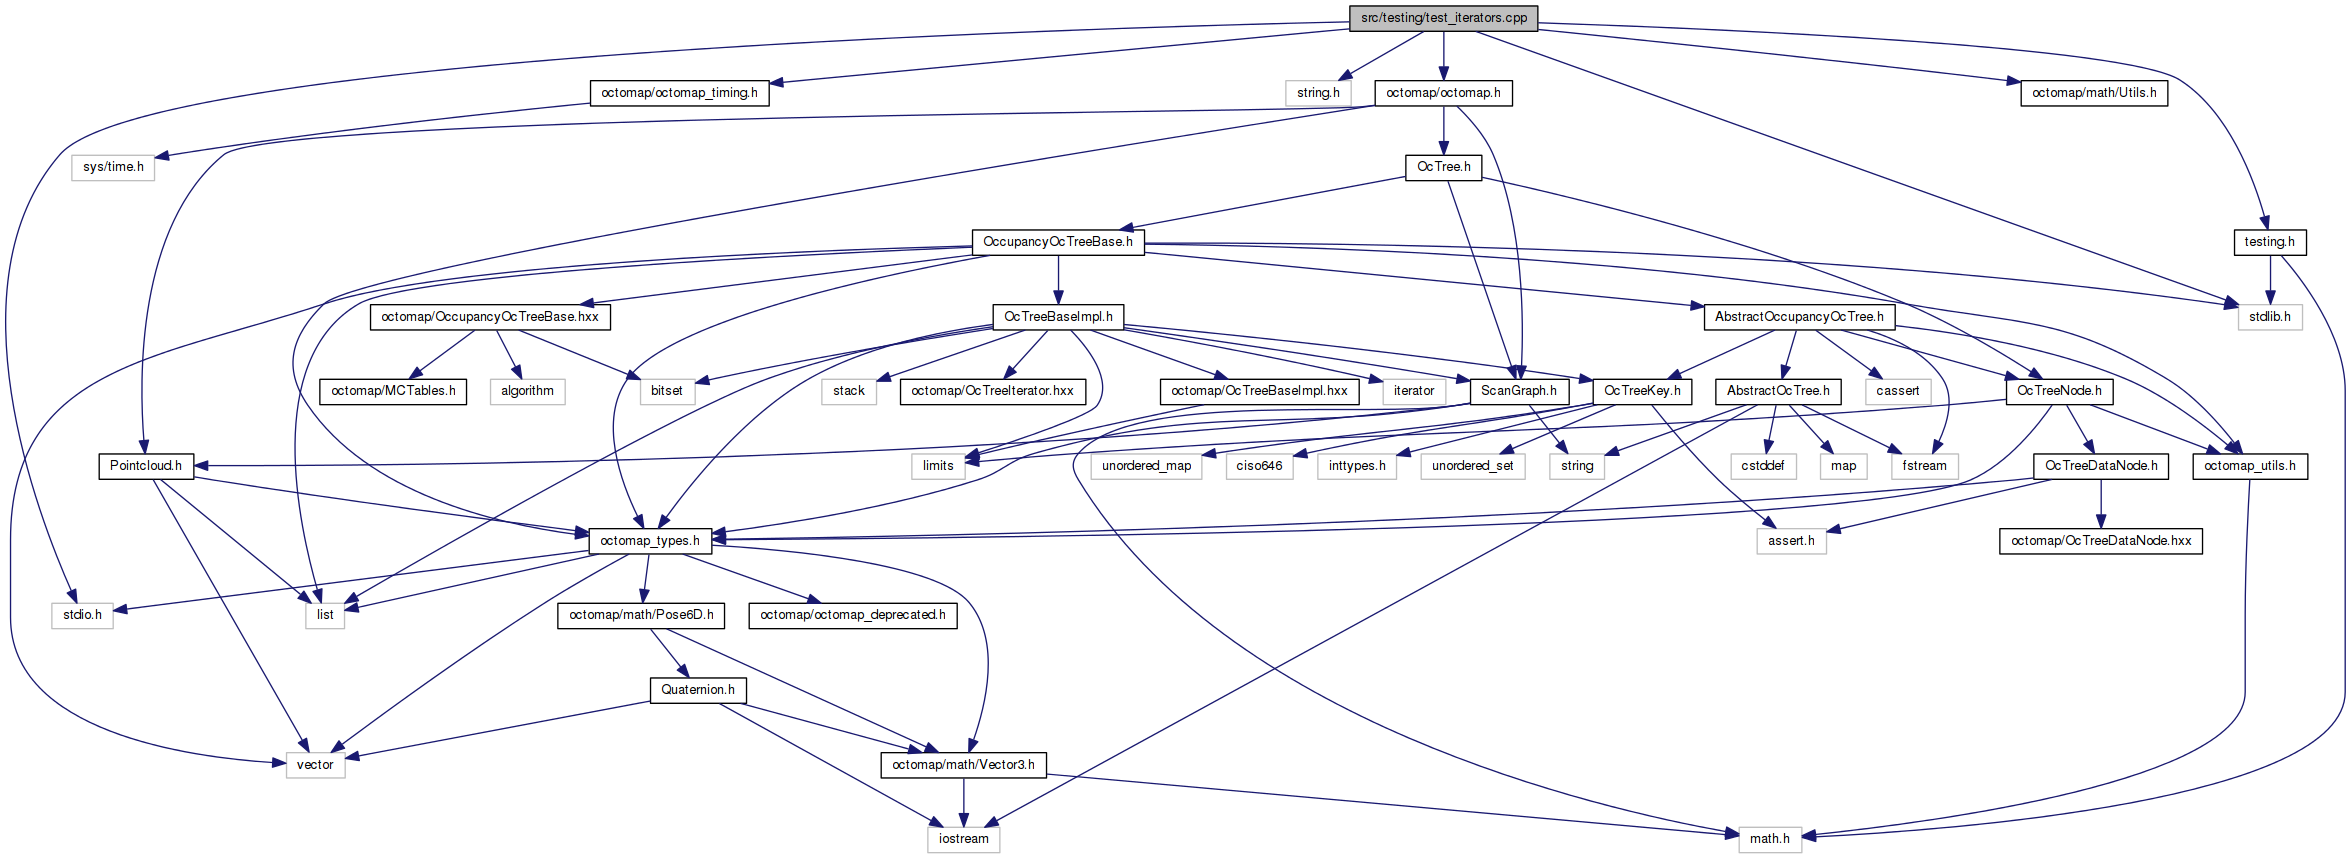 src/testing/test_iterators.cpp
octomap/octomap_timing.h
string.h
octomap/octomap.h
octomap/math/Utils.h
sys/time.h
OcTree.h
OccupancyOcTreeBase.h
testing.h
octomap/OccupancyOcTreeBase.hxx
OcTreeBaseImpl.h
AbstractOccupancyOcTree.h
stdlib.h
octomap/MCTables.h
algorithm
bitset
stack
octomap/OcTreeIterator.hxx
octomap/OcTreeBaseImpl.hxx
iterator
ScanGraph.h
OcTreeKey.h
AbstractOcTree.h
cassert
OcTreeNode.h
Pointcloud.h
limits
unordered_map
ciso646
inttypes.h
unordered_set
string
cstddef
map
fstream
OcTreeDataNode.h
octomap_utils.h
octomap_types.h
assert.h
octomap/OcTreeDataNode.hxx
stdio.h
list
octomap/math/Pose6D.h
octomap/octomap_deprecated.h
Quaternion.h
vector
octomap/math/Vector3.h
iostream
math.h